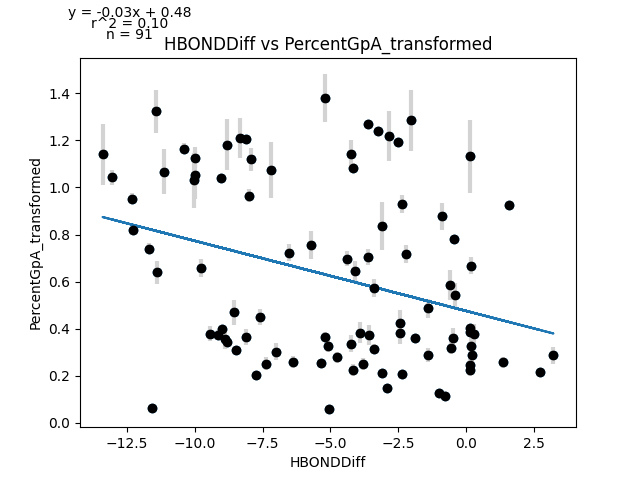 y = -0.03x + 0.48
r^2 = 0.10
n = 91
HBONDDiff vs PercentGpA_transformed
PercentGpA_transformed
1.4
1.2
1.0
0.8
0.6
0.4
0.2
0.0
−12.5 −10.0 −7.5 −5.0 −2.5 0.0 2.5
HBONDDiff